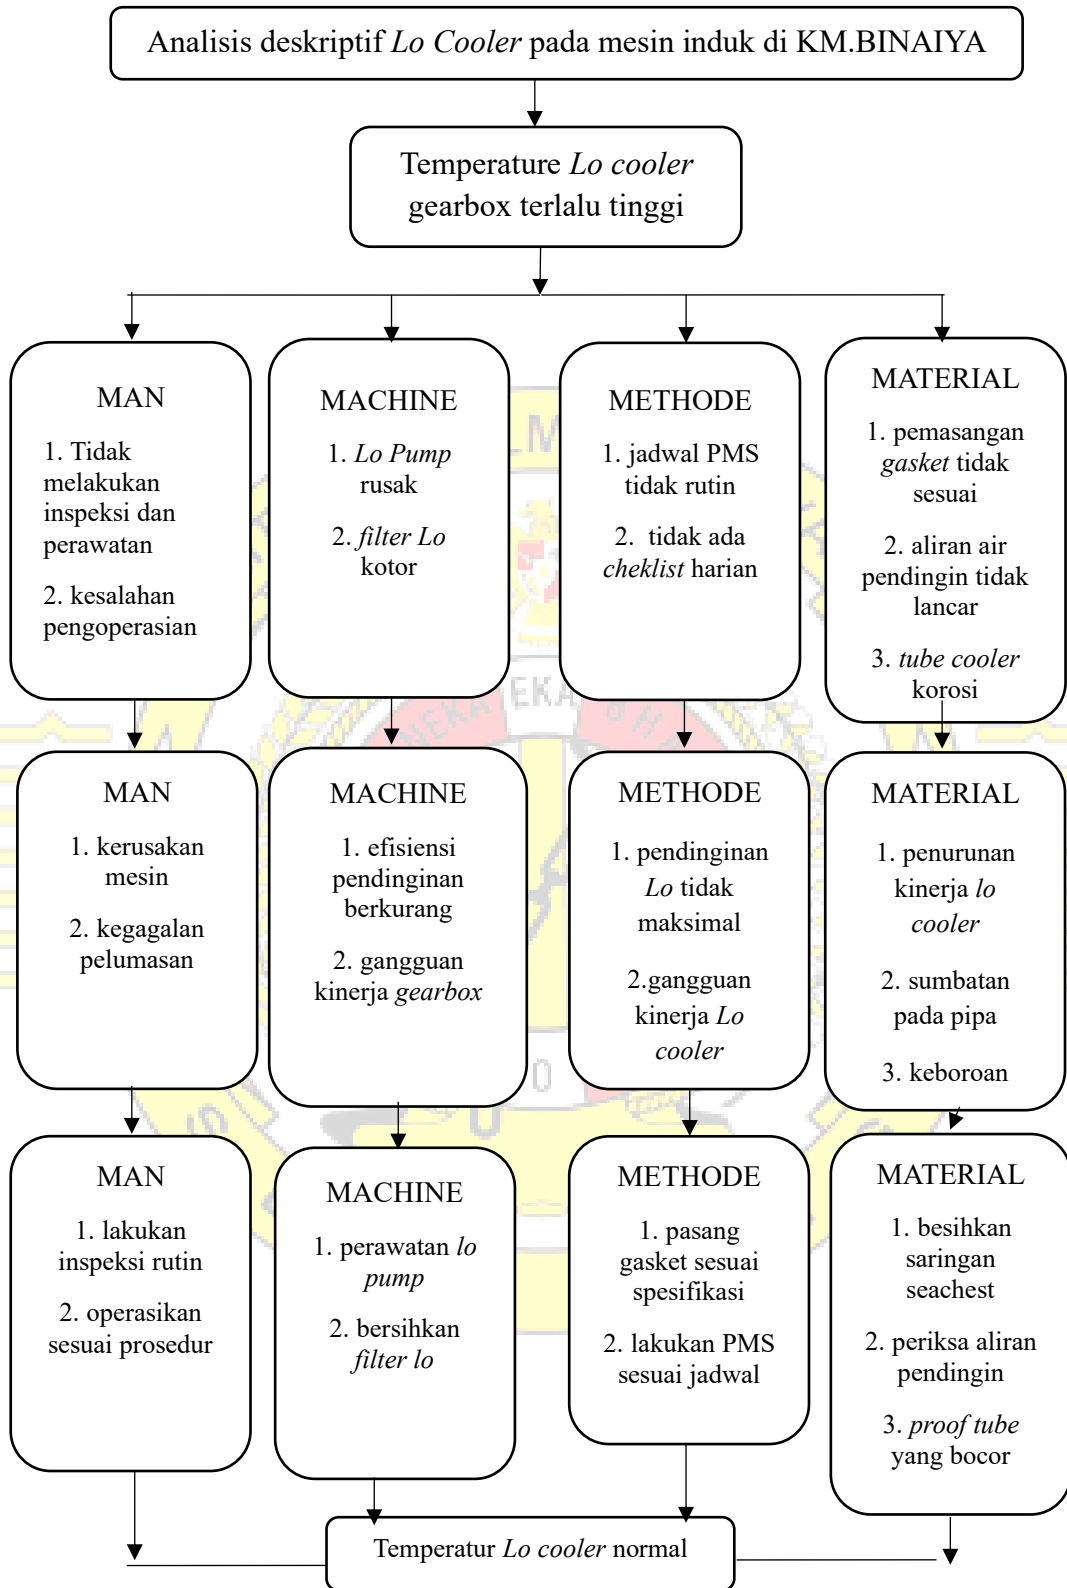 Analisis deskriptif Lo Cooler pada mesin induk di KM.BINAIYA
Temperature Lo cooler
gearbox terlalu tinggi
MAN
1. Tidak
melakukan
inspeksi dan
perawatan
2. kesalahan
pengoperasian
MACHINE
1. Lo Pump
rusak
2. filter Lo
kotor
METHODE
1. jadwal PMS
tidak rutin
2. tidak ada
cheklist harian
MATERIAL
1. pemasangan
gasket tidak
sesuai
2. aliran air
pendingin tidak
lancar
3. tube cooler
korosi
MAN
1. kerusakan
mesin
2. kegagalan
pelumasan
MACHINE
1. efisiensi
pendinginan
berkurang
2. gangguan
kinerja gearbox
METHODE
1. pendinginan
Lo tidak
maksimal
2.gangguan
kinerja Lo
cooler
MATERIAL
1. penurunan
kinerja lo
cooler
2. sumbatan
pada pipa
3. keboroan
MAN
1. lakukan
inspeksi rutin
2. operasikan
sesuai prosedur
MACHINE
1. perawatan lo
pump
2. bersihkan
filter lo
METHODE
1. pasang
gasket sesuai
spesifikasi
2. lakukan PMS
sesuai jadwal
MATERIAL
1. besihkan
saringan
seachest
2. periksa aliran
pendingin
3. proof tube
yang bocor
Temperatur Lo cooler normal